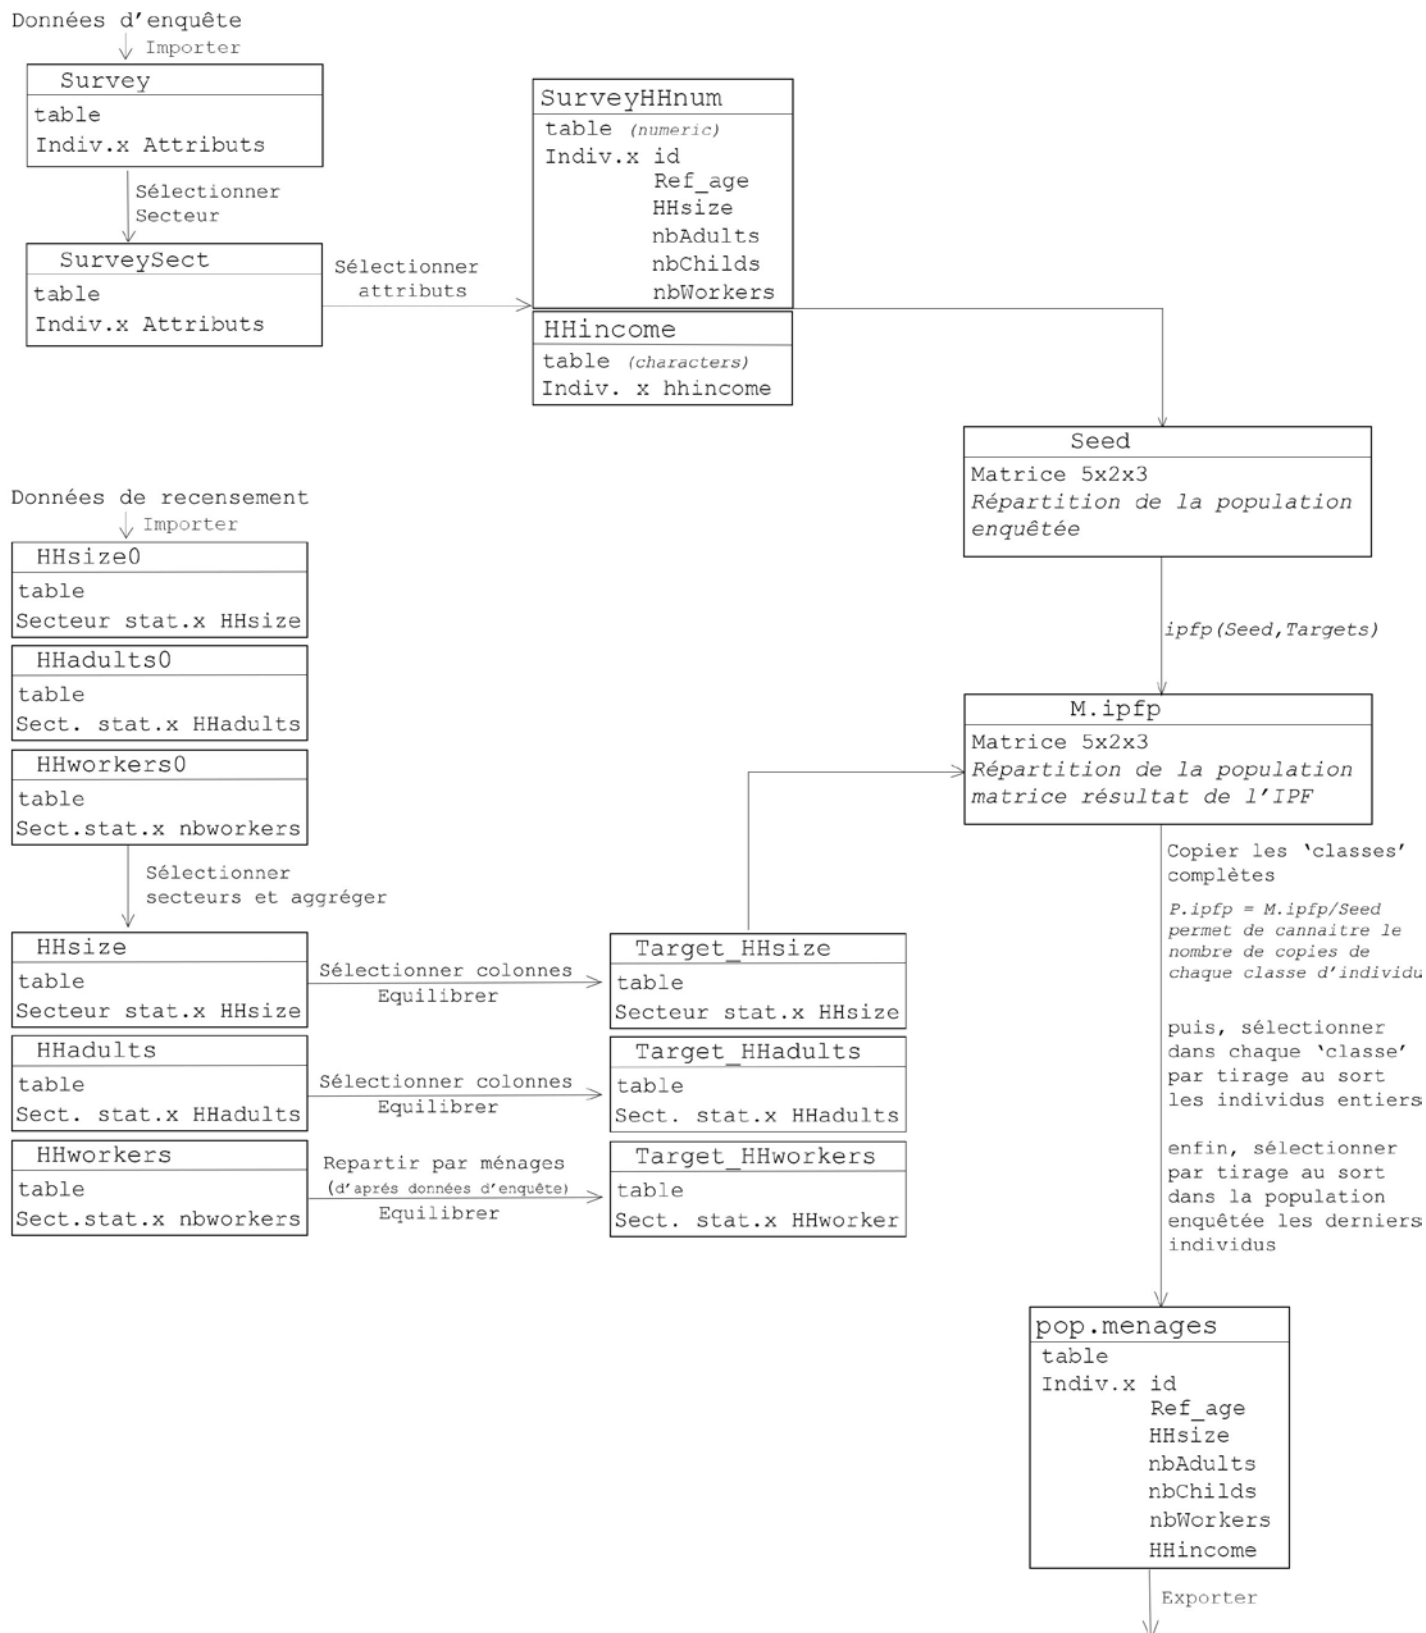 Données d'enquête
Importer
Survey
table
Indiv.x Attributs
Sélectionner
Secteur
SurveySect
table
Indiv.x Attributs
Sélectionner
attributs
SurveyHHnum
table (numeric)
Indiv.x id
Ref_age
HHsize
nbAdults
nbChilds
nbWorkers
HHincome
table (characters)
Indiv. x hhincome
Seed
Matrice 5x2x3
Répartition de la population
enquêtée
ipfp(Seed,Targets)
M.ipfp
Matrice 5x2x3
Répartition de la population
matrice résultat de l'IPF
Données de recensement
Importer
HHsize0
table
Secteur stat.x HHsize
HHadults0
table
Sect. stat.x HHadults
HHworkers0
table
Sect.stat.x nbworkers
Sélectionner
secteurs et aggréger
HHsize
table
Secteur stat.x HHsize
HHadults
table
Sect. stat.x HHadults
HHworkers
table
Sect.stat.x nbworkers
Sélectionner colonnes
Equilibrer
Sélectionner colonnes
Equilibrer
Repartir par ménages
(d'aprés données d'enquête)
Equilibrer
Target_HHsize
table
Secteur stat.x HHsize
Target_HHadults
table
Sect. stat.x HHadults
Target_HHworkers
table
Sect. stat.x HHworker
Copier les 'classes'
complètes
P.ipfp = M.ipfp/Seed
permet de cannaitre le
nombre de copies de
chaque classe d'individu
puis, sélectionner
dans chaque 'classe'
par tirage au sort
les individus entiers
enfin, sélectionner
par tirage au sort
dans la population
enquêtée les derniers
individus
pop.menages
table
Indiv.x id
Ref_age
HHsize
nbAdults
nbChilds
nbWorkers
HHincome
Exporter